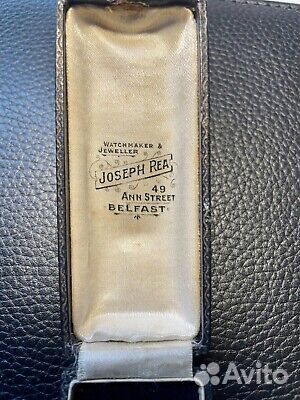 WATCHMAKER &
JEWELLER
JOSEPH REA
49
ANN STREET
BELFAST
Avito